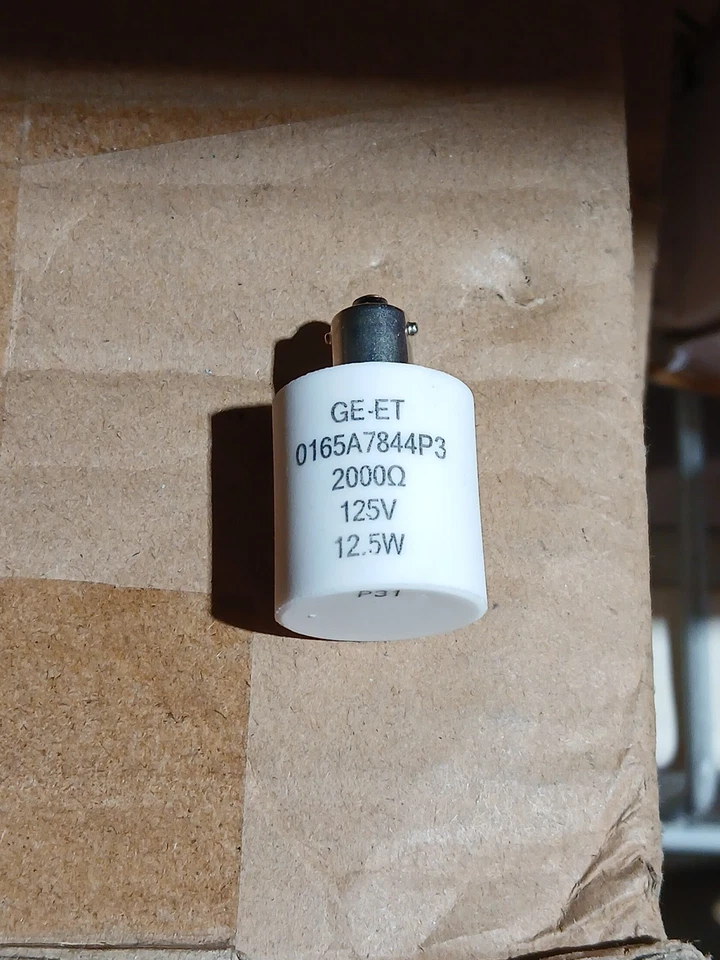 GE-ET
0165A7844P3
2000Ω
125V
12.5W
P31